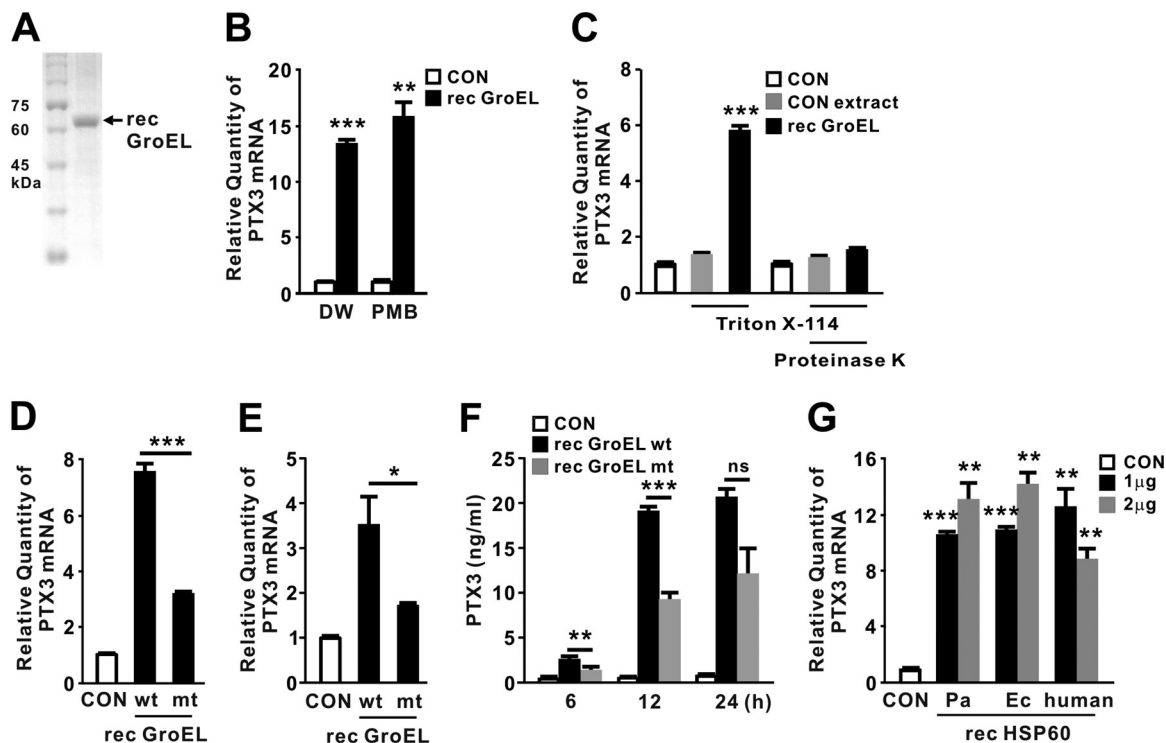 A
75
60
45
kDa
rec
GroEL
B
Relative Quantity of
PTX3 mRNA
20
15
10
5
0
CON
rec GroEL
***
**
DW PMB
C
Relative Quantity of
PTX3 mRNA
8
6
4
2
0
CON
CON extract
rec GroEL
***
Triton X-114
Proteinase K
D
Relative Quantity of
PTX3 mRNA
8
6
4
2
0
***
CON wt mt
rec GroEL
E
Relative Quantity of
PTX3 mRNA
5
4
3
2
1
0
*
CON wt mt
rec GroEL
F
PTX3 (ng/ml)
25
20
15
10
5
0
CON
rec GroEL wt
rec GroEL mt
**
***
ns
6 12 24 (h)
G
Relative Quantity of
PTX3 mRNA
16
12
8
4
0
CON
1μg
2μg
***
**
***
**
**
**
CON Pa Ec human
rec HSP60